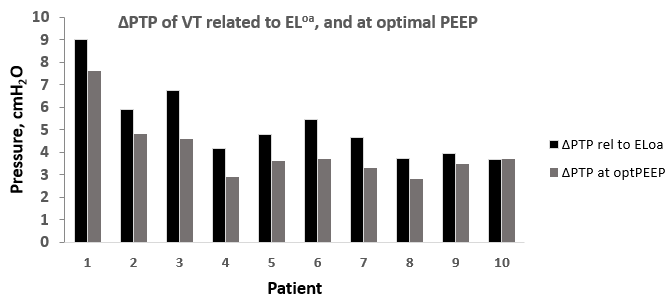 ΔPTP of VT related to ELᵒᵃ, and at optimal PEEP
10
9
8
7
6
5
4
3
2
1
0
Pressure, cmH₂O
1 2 3 4 5 6 7 8 9 10
Patient
ΔPTP rel to ELoa
ΔPTP at optPEEP